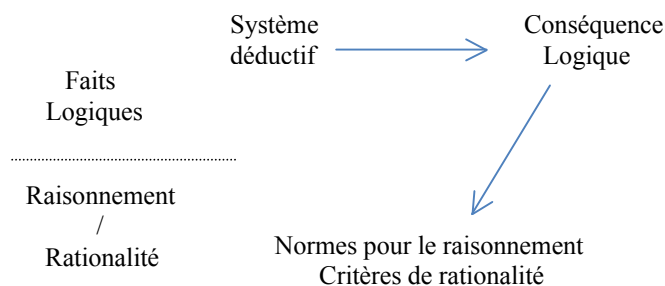 Système
déductif
Conséquence
Logique
Faits
Logiques
Raisonnement
/
Rationalité
Normes pour le raisonnement
Critères de rationalité